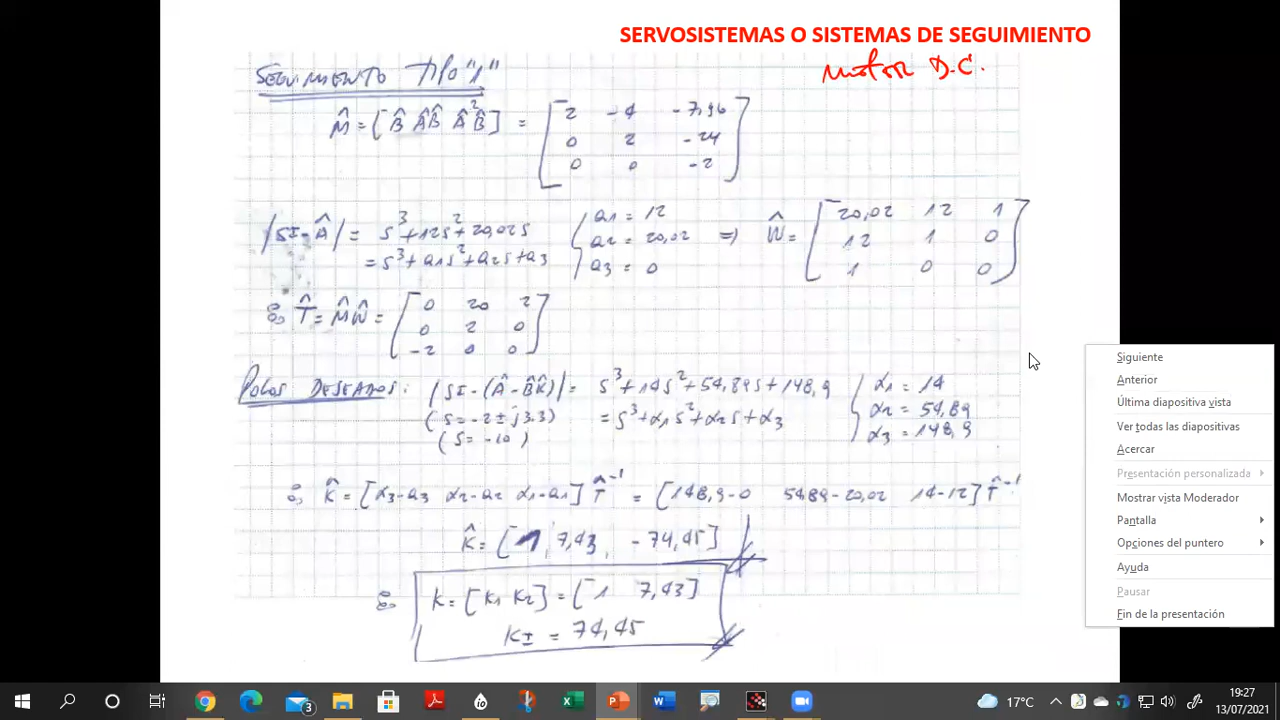 SERVOSISTEMAS O SISTEMAS DE SEGUIMIENTO
motor D.C.
SEGUIMIENTO TIPO "1"
M̂ = [B̂ ÂB̂ Â²B̂] = [2 -4 -7,96
0 2 -24
0 0 -2]
|SI-Â| = S³+12S²+20,02S
= S³+a1S²+a2S+a3
{a1 = 12
a2 = 20,02
a3 = 0
=> Ŵ = [20,02 12 1
12 1 0
1 0 0]
∴ T̂ = M̂Ŵ = [0 20 2
0 2 0
-2 0 0]
POLOS DESEADOS: |SI-(Â-B̂K̂)| = S³+14S²+54,89S+148,9
(S=-2±j3.3) = S³+α1S²+α2S+α3
(S=-10)
{α1 = 14
α2 = 54,89
α3 = 148,9
∴ K̂ = [α3-a3 α2-a2 α1-a1] T̂⁻¹ = [148,9-0 54,89-20,02 14-12] T̂⁻¹
K̂ = [1, 7,43, -74,45]
∴ K = [K1 K2] = [1 7,43]
KI = 74,45
Siguiente
Anterior
Última diapositiva vista
Ver todas las diapositivas
Acercar
Presentación personalizada
Mostrar vista Moderador
Pantalla
Opciones del puntero
Ayuda
Pausar
Fin de la presentación
3
17°C
19:27
13/07/2021